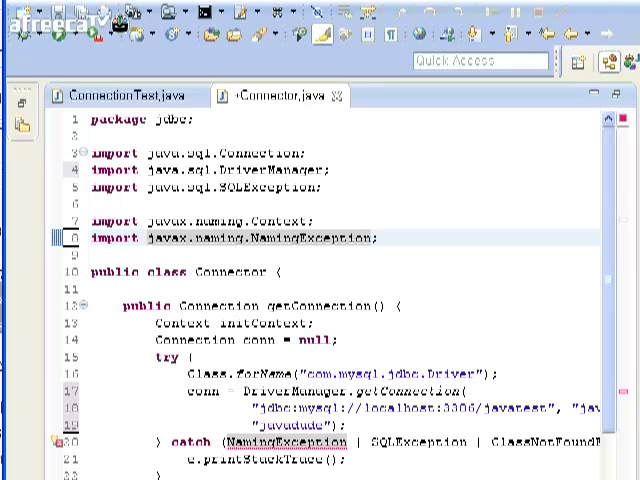 afreecaTV
Quick Access
ConnectionTest.java
*Connector.java
1 package jdbc;
2
3 import java.sql.Connection;
4 import java.sql.DriverManager;
5 import java.sql.SQLException;
6
7 import javax.naming.Context;
8 import javax.naming.NamingException;
9
10 public class Connector {
11
12 public Connection getConnection() {
13 Context initContext;
14 Connection conn = null;
15 try {
16 Class.forName("com.mysql.jdbc.Driver");
17 conn = DriverManager.getConnection(
18 "jdbc:mysql://localhost:3306/javatest", "jav
19 "javadude");
20 } catch (NamingException | SQLException | ClassNotFoundE
21 e.printStackTrace();
22 }